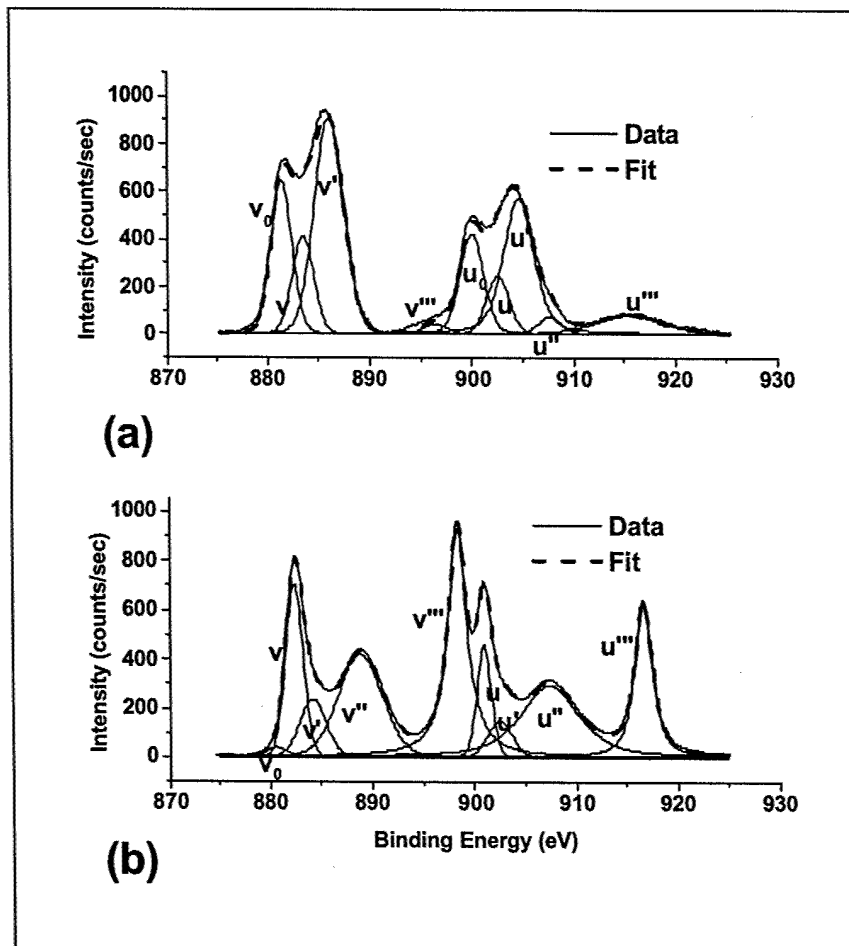 1000
800
600
400
200
0
Intensity (counts/sec)
Data
Fit
v0
v
v'
v'''
u0
u
u'
u''
u'''
870 880 890 900 910 920 930
(a)
1000
800
600
400
200
0
Intensity (counts/sec)
Data
Fit
v0
v
v'
v''
v'''
u
u'
u''
u'''
870 880 890 900 910 920 930
Binding Energy (eV)
(b)